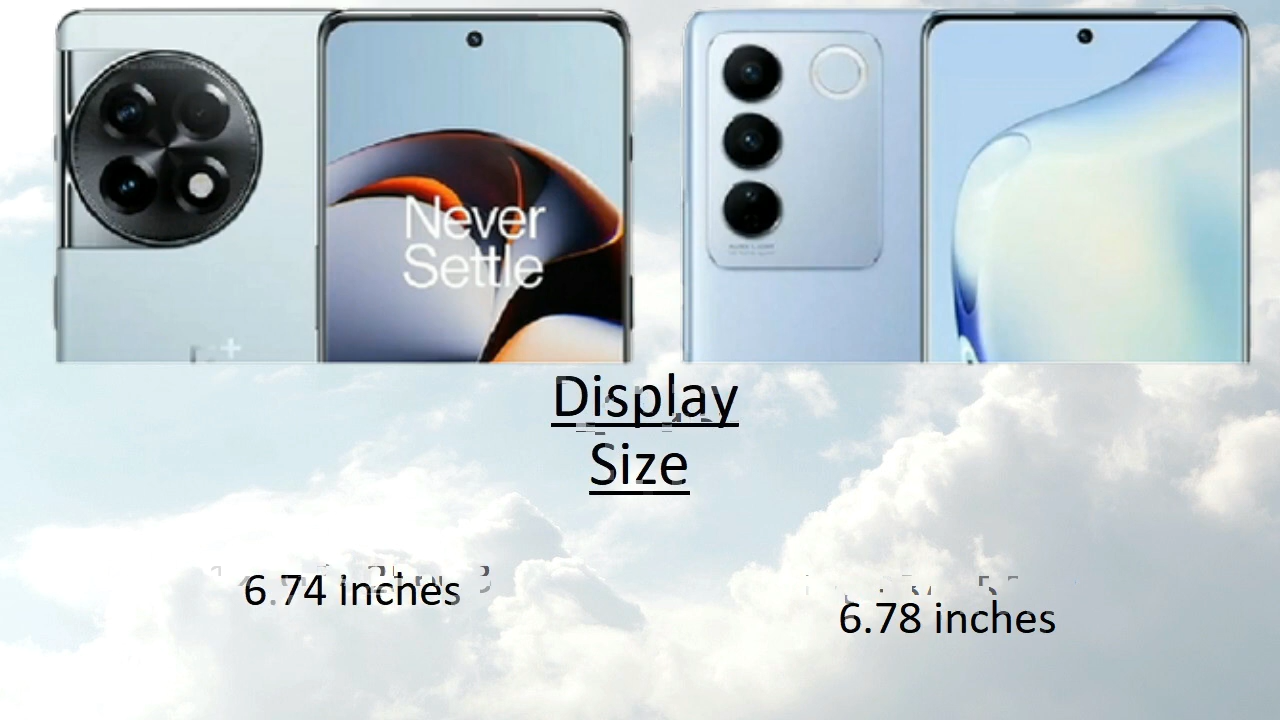 Never
Settle
Display
Size
6.74 inches
6.78 inches